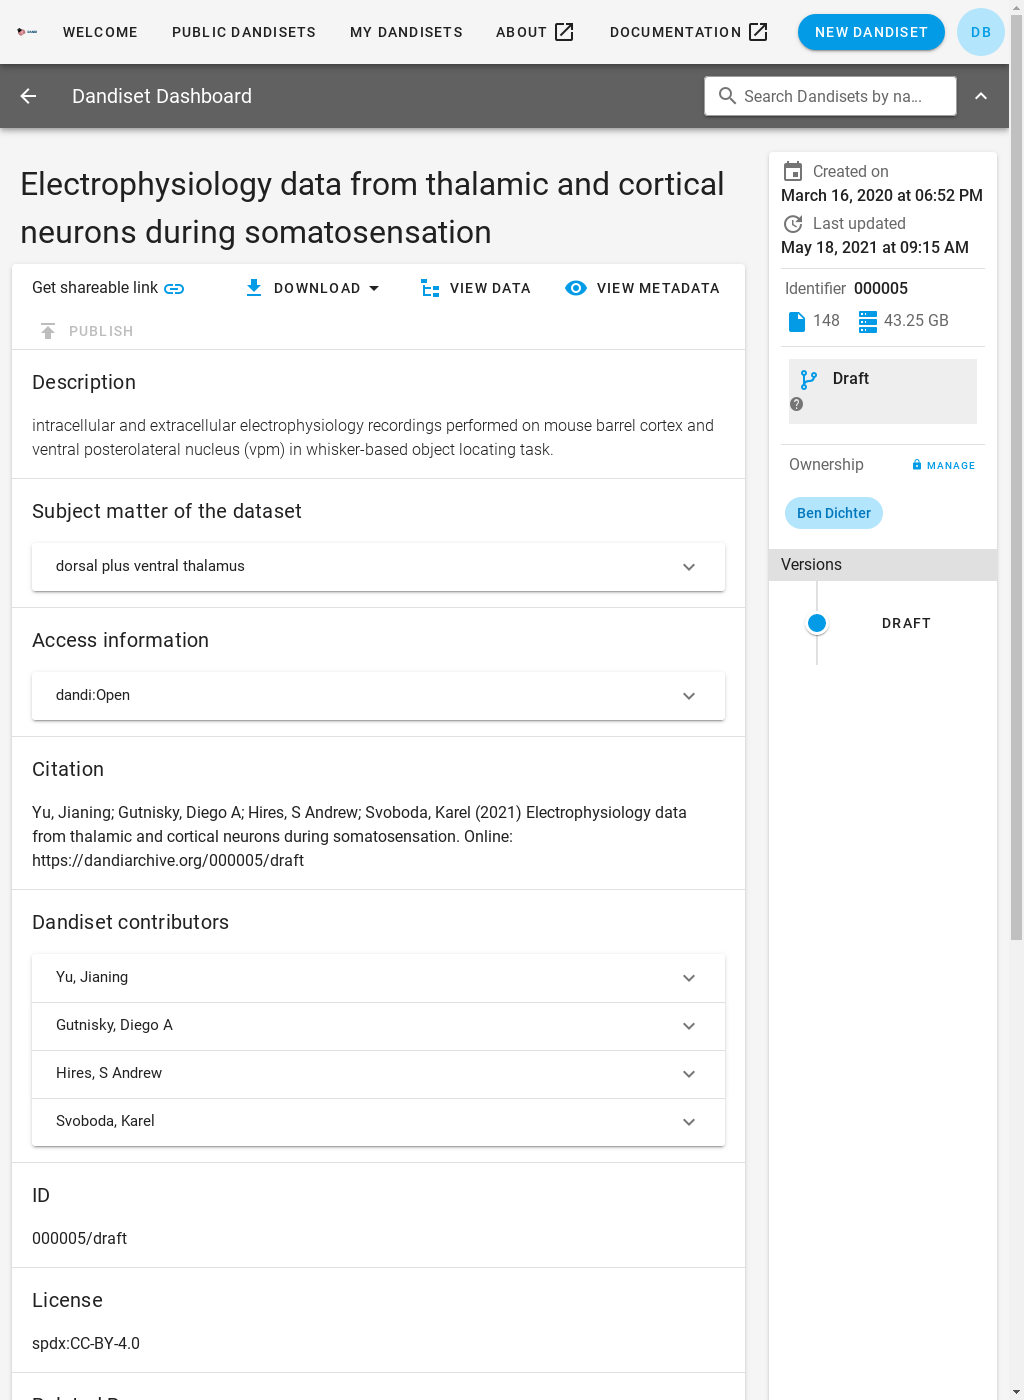 WELCOME PUBLIC DANDISETS MY DANDISETS ABOUT DOCUMENTATION NEW DANDISET DB
Dandiset Dashboard
Search Dandisets by na...
Electrophysiology data from thalamic and cortical
neurons during somatosensation
Get shareable link DOWNLOAD VIEW DATA VIEW METADATA
PUBLISH
Description
intracellular and extracellular electrophysiology recordings performed on mouse barrel cortex and
ventral posterolateral nucleus (vpm) in whisker-based object locating task.
Subject matter of the dataset
dorsal plus ventral thalamus
Access information
dandi:Open
Citation
Yu, Jianing; Gutnisky, Diego A; Hires, S Andrew; Svoboda, Karel (2021) Electrophysiology data
from thalamic and cortical neurons during somatosensation. Online:
https://dandiarchive.org/000005/draft
Dandiset contributors
Yu, Jianing
Gutnisky, Diego A
Hires, S Andrew
Svoboda, Karel
ID
000005/draft
License
spdx:CC-BY-4.0
Created on
March 16, 2020 at 06:52 PM
Last updated
May 18, 2021 at 09:15 AM
Identifier 000005
148 43.25 GB
Draft
Ownership MANAGE
Ben Dichter
Versions
DRAFT